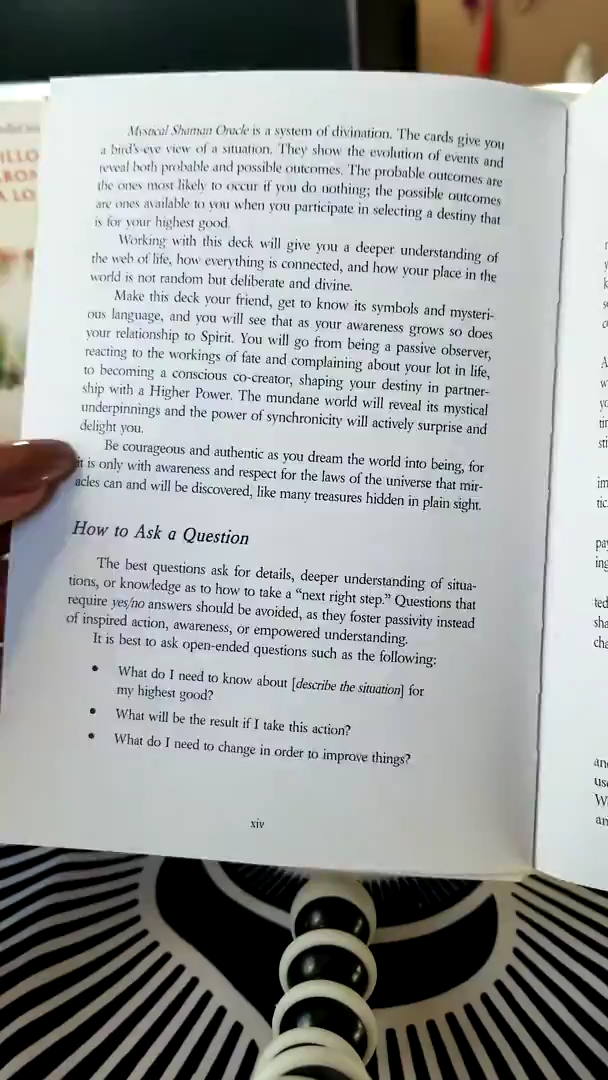 Mystical Shaman Oracle is a system of divination. The cards give you
a bird's-eye view of a situation. They show the evolution of events and
reveal both probable and possible outcomes. The probable outcomes are
the ones most likely to occur if you do nothing; the possible outcomes
are ones available to you when you participate in selecting a destiny that
is for your highest good.
Working with this deck will give you a deeper understanding of
the web of life, how everything is connected, and how your place in the
world is not random but deliberate and divine.
Make this deck your friend, get to know its symbols and mysteri-
ous language, and you will see that as your awareness grows so does
your relationship to Spirit. You will go from being a passive observer,
reacting to the workings of fate and complaining about your lot in life,
to becoming a conscious co-creator, shaping your destiny in partner-
ship with a Higher Power. The mundane world will reveal its mystical
underpinnings and the power of synchronicity will actively surprise and
delight you.
Be courageous and authentic as you dream the world into being, for
it is only with awareness and respect for the laws of the universe that mir-
acles can and will be discovered, like many treasures hidden in plain sight.
How to Ask a Question
The best questions ask for details, deeper understanding of situa-
tions, or knowledge as to how to take a “next right step.” Questions that
require yes/no answers should be avoided, as they foster passivity instead
of inspired action, awareness, or empowered understanding.
It is best to ask open-ended questions such as the following:
• What do I need to know about [describe the situation] for
my highest good?
• What will be the result if I take this action?
• What do I need to change in order to improve things?
xiv